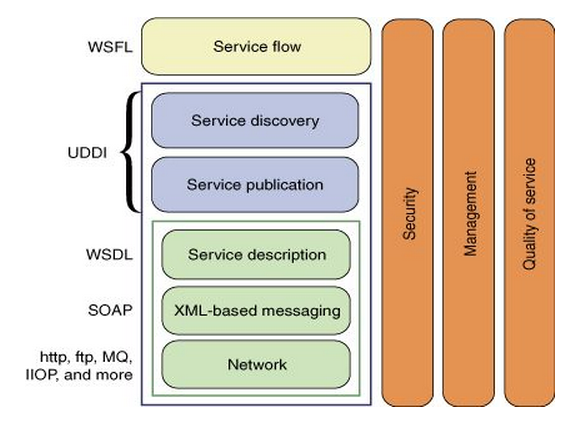 WSFL
Service flow
UDDI
Service discovery
Service publication
WSDL
Service description
SOAP
XML-based messaging
http, ftp, MQ,
IIOP, and more
Network
Security
Management
Quality of service